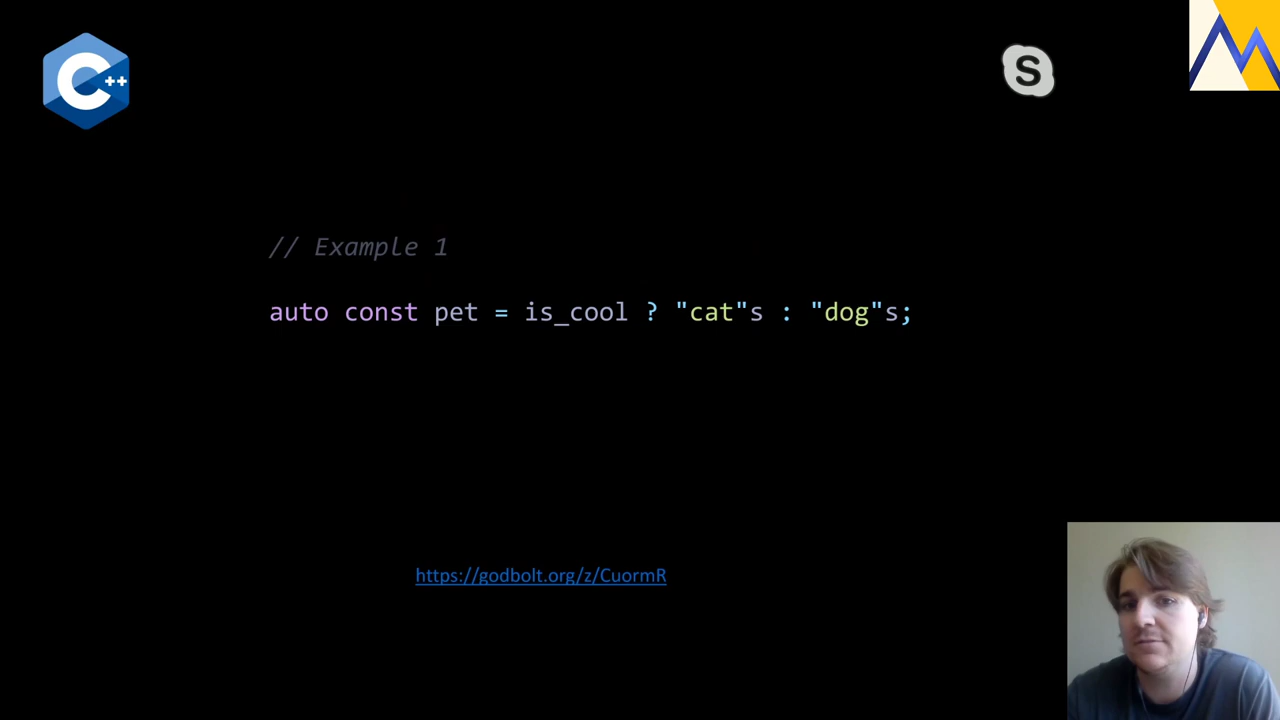 C++
S
// Example 1
auto const pet = is_cool ? "cat"s : "dog"s;
https://godbolt.org/z/CuormR